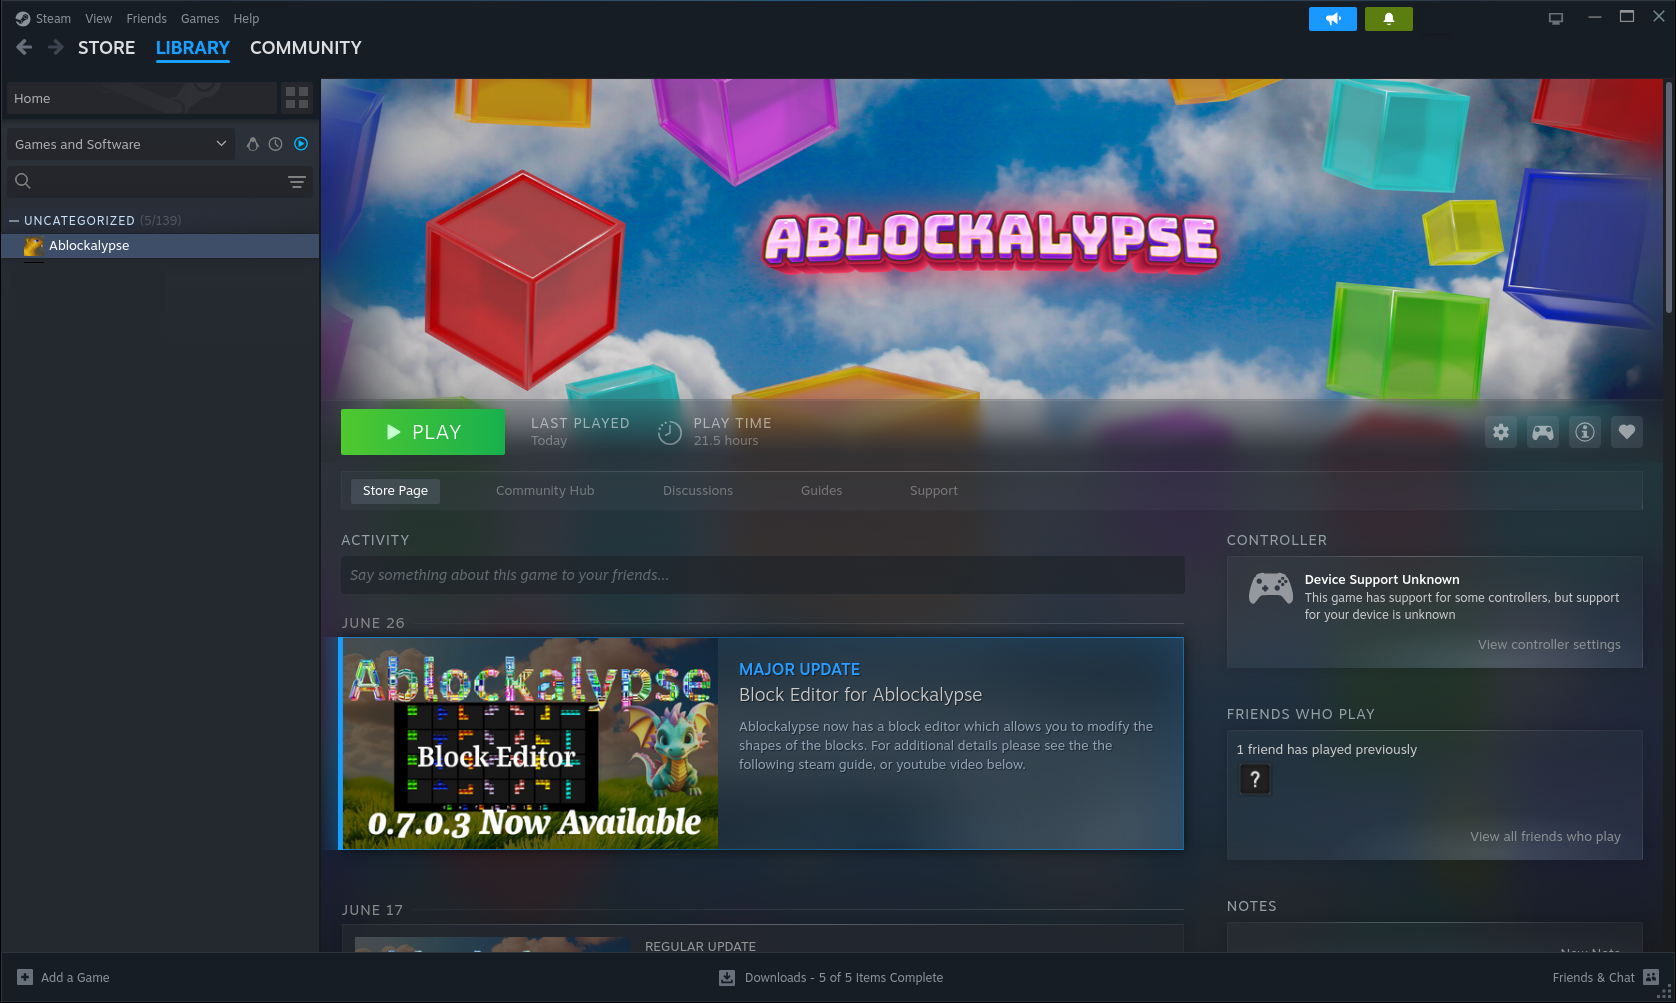 Steam View Friends Games Help
STORE LIBRARY COMMUNITY
Home
Games and Software
UNCATEGORIZED (5/139)
Ablockalypse
ABLOCKALYPSE
PLAY
LAST PLAYED
Today
PLAY TIME
21.5 hours
Store Page Community Hub Discussions Guides Support
ACTIVITY
Say something about this game to your friends...
JUNE 26
Ablockalypse
Block Editor
0.7.0.3 Now Available
MAJOR UPDATE
Block Editor for Ablockalypse
Ablockalypse now has a block editor which allows you to modify the
shapes of the blocks. For additional details please see the the
following steam guide, or youtube video below.
JUNE 17
REGULAR UPDATE
CONTROLLER
Device Support Unknown
This game has support for some controllers, but support
for your device is unknown
View controller settings
FRIENDS WHO PLAY
1 friend has played previously
?
View all friends who play
NOTES
New Note
Add a Game
Downloads - 5 of 5 Items Complete
Friends & Chat